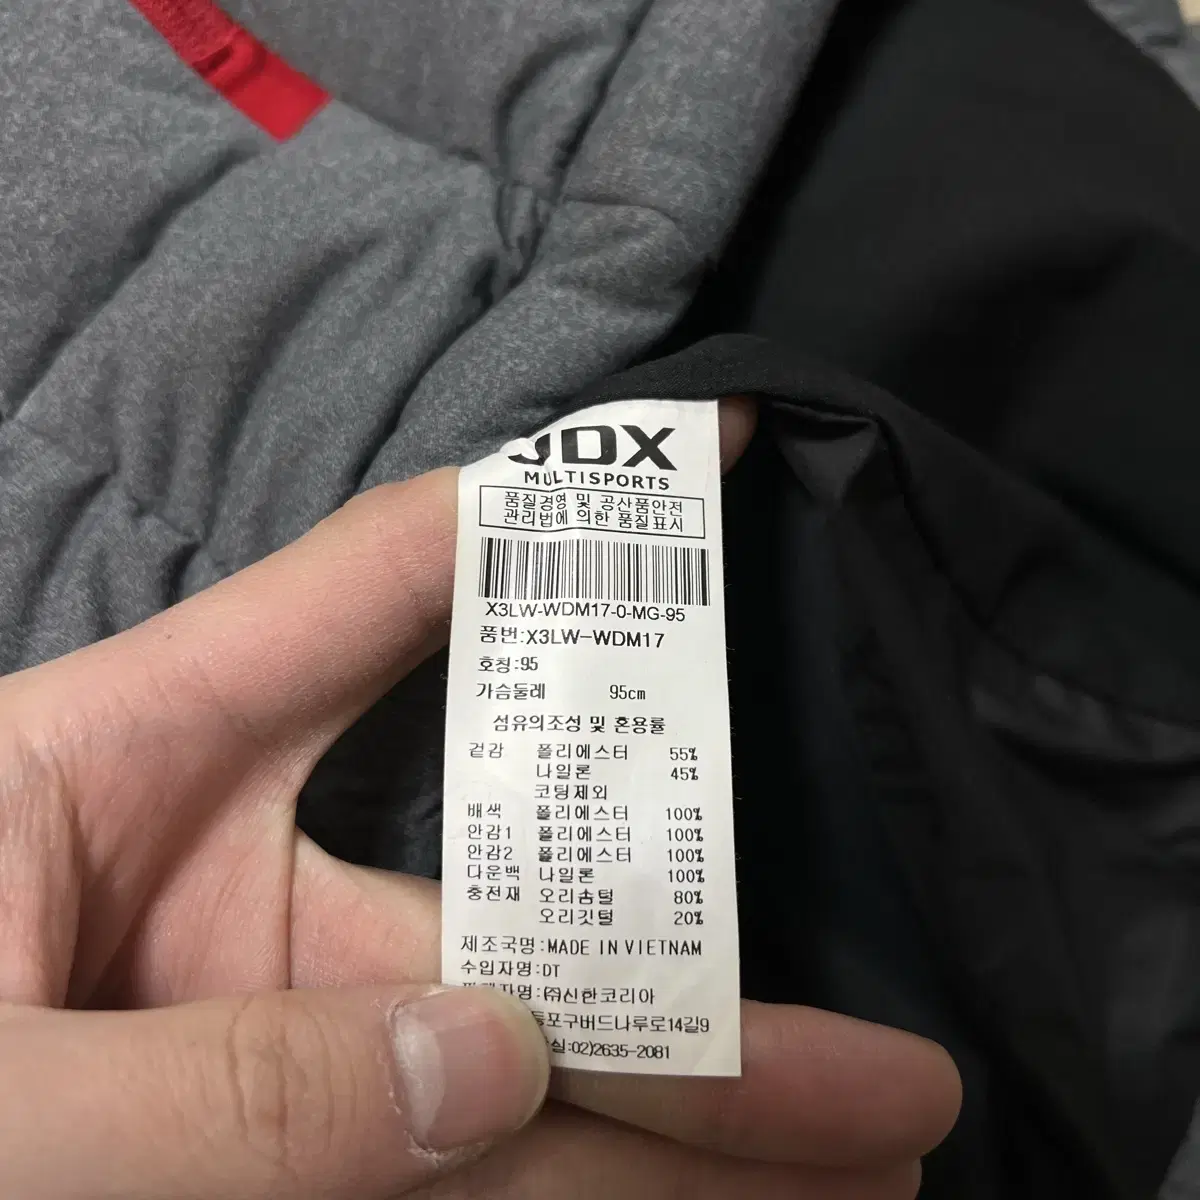 JDX
MULTISPORTS
품질경영 및 공산품안전
관리법에 의한 품질표시
X3LW-WDM17-0-MG-95
품번:X3LW-WDM17
호칭:95
가슴둘레 95cm
섬유의조성 및 혼용률
겉감 폴리에스터 55%
나일론 45%
코팅제외
배색 폴리에스터 100%
안감1 폴리에스터 100%
안감2 폴리에스터 100%
다운백 나일론 100%
충전재 오리솜털 80%
오리깃털 20%
제조국명:MADE IN VIETNAM
수입자명:DT
㈜신한코리아
등포구버드나루로14길9
실:02)2635-2081